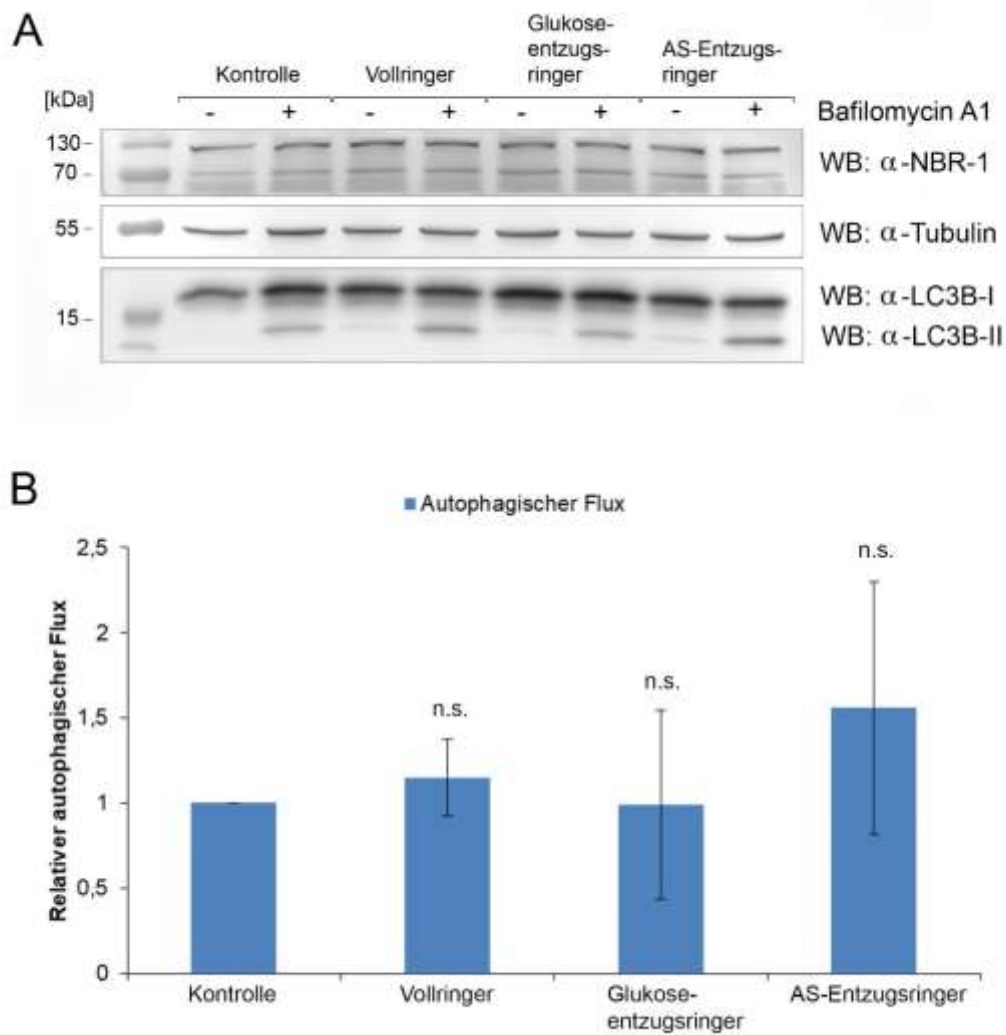 A
Kontrolle
Vollringer
Glukose-
entzugs-
ringer
AS-Entzugs-
ringer
[kDa]
- + - + - + - + Bafilomycin A1
130 -
70 -
WB: α-NBR-1
55 -
WB: α-Tubulin
15 -
WB: α-LC3B-I
WB: α-LC3B-II
B
Autophagischer Flux
Relativer autophagischer Flux
2,5
2
1,5
1
0,5
0
n.s.
n.s.
n.s.
Kontrolle
Vollringer
Glukose-
entzugsringer
AS-Entzugsringer